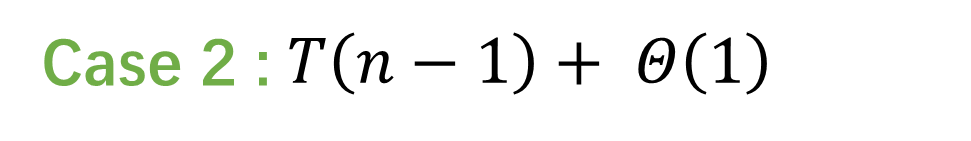 Case 2 : T(n − 1) + Θ(1)